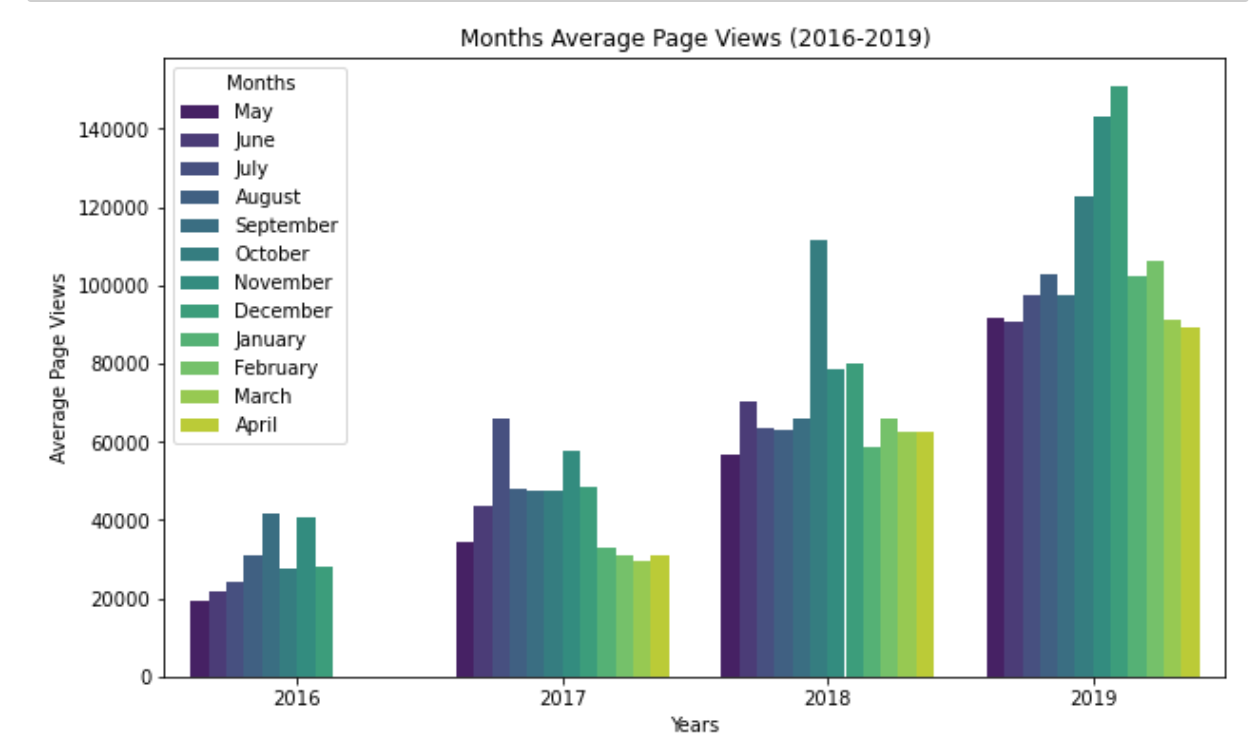 Months Average Page Views (2016-2019)
Months
May
June
July
August
September
October
November
December
January
February
March
April
Average Page Views
140000
120000
100000
80000
60000
40000
20000
0
2016 2017 2018 2019
Years